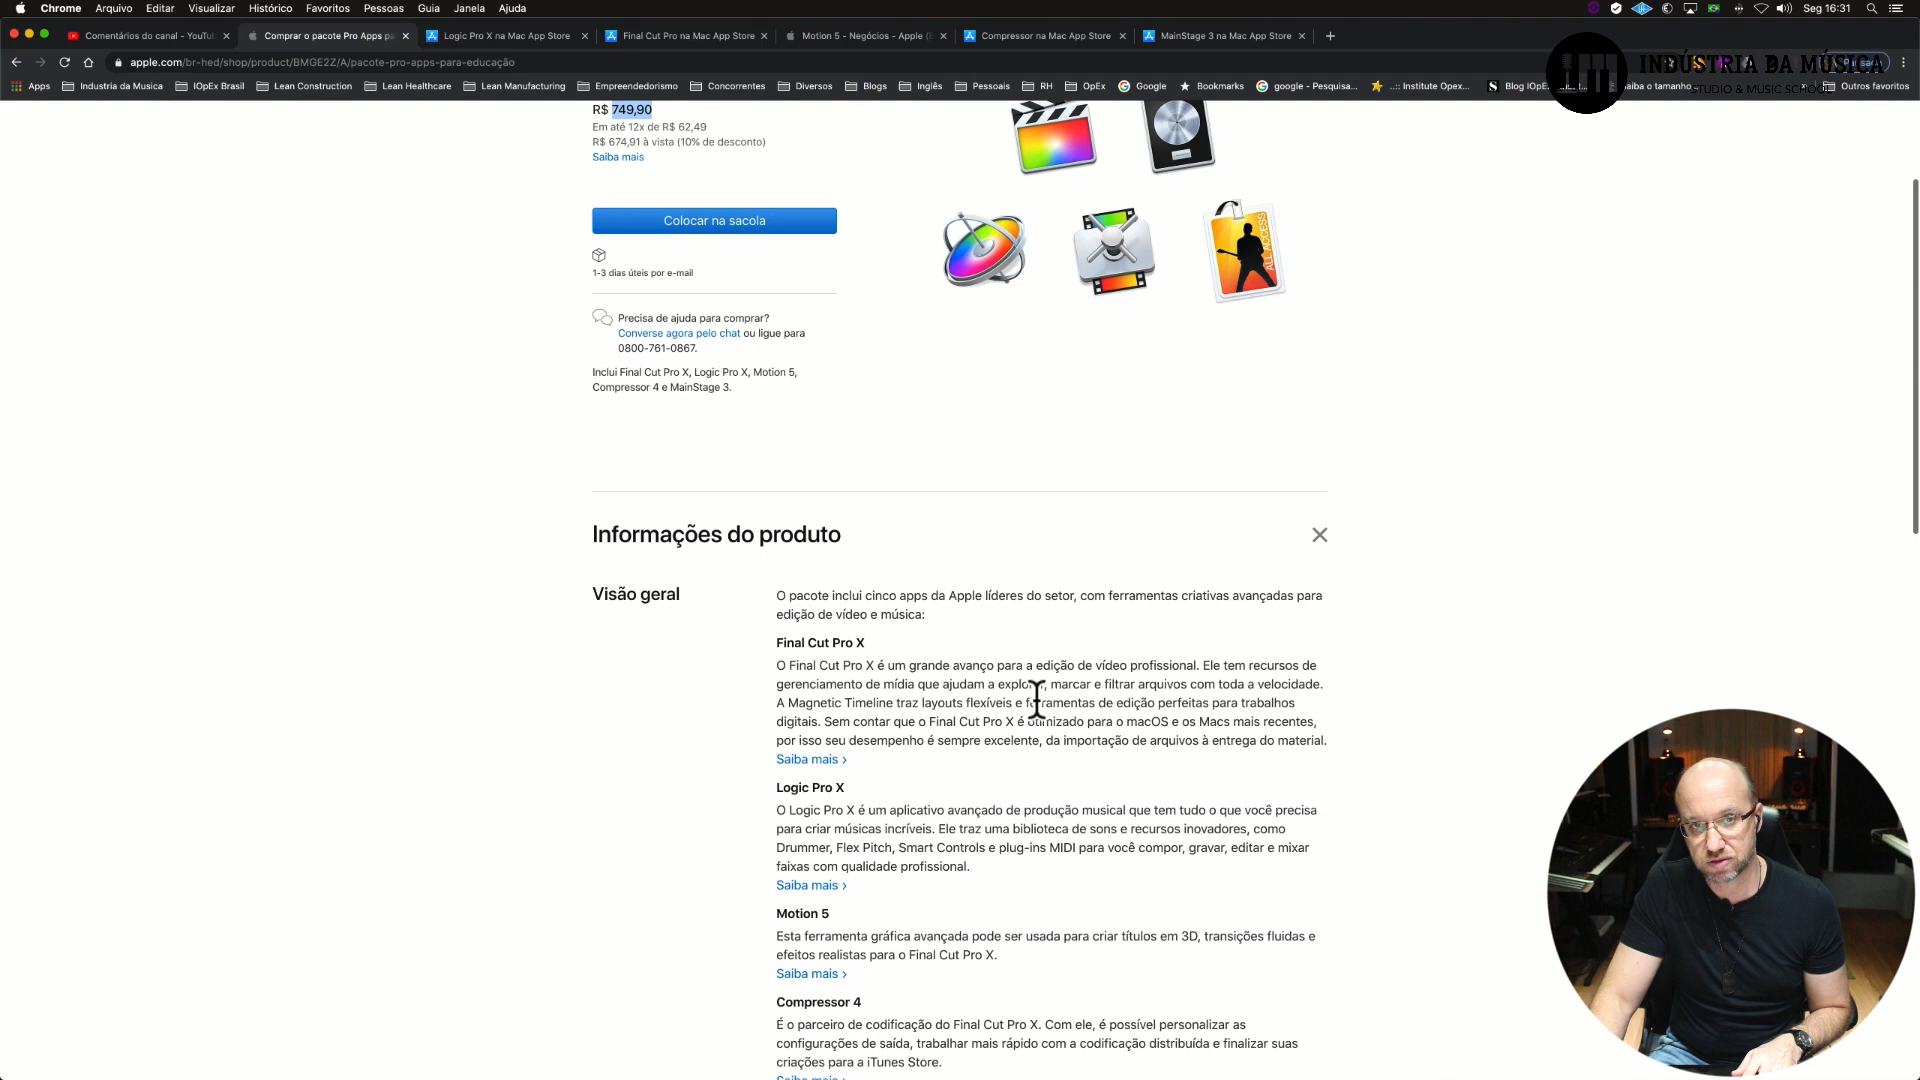 Chrome Arquivo Editar Visualizar Histórico Favoritos Pessoas Guia Janela Ajuda Seg 16:31
Comentários do canal - YouTu
Comprar o pacote Pro Apps pa
Logic Pro X na Mac App Store
Final Cut Pro na Mac App Store
Motion 5 - Negócios - Apple (E
Compressor na Mac App Store
MainStage 3 na Mac App Store
apple.com/br-hed/shop/product/BMGE2Z/A/pacote-pro-apps-para-educação
INDÚSTRIA DA MÚSICA
STUDIO & MUSIC SCHOOL
Apps Industria da Musica IOpEx Brasil Lean Construction Lean Healthcare Lean Manufacturing Empreendedorismo Concorrentes Diversos Blogs Inglês Pessoais RH OpEx Google Bookmarks google - Pesquisa... ..:: Institute Opex... Blog IOpEx Outros favoritos
R$ 749,90
Em até 12x de R$ 62,49
R$ 674,91 à vista (10% de desconto)
Saiba mais
Colocar na sacola
1-3 dias úteis por e-mail
Precisa de ajuda para comprar?
Converse agora pelo chat ou ligue para
0800-761-0867.
Inclui Final Cut Pro X, Logic Pro X, Motion 5,
Compressor 4 e MainStage 3.
ALL ACCESS
Informações do produto
Visão geral
O pacote inclui cinco apps da Apple líderes do setor, com ferramentas criativas avançadas para
edição de vídeo e música:
Final Cut Pro X
O Final Cut Pro X é um grande avanço para a edição de vídeo profissional. Ele tem recursos de
gerenciamento de mídia que ajudam a explorar, marcar e filtrar arquivos com toda a velocidade.
A Magnetic Timeline traz layouts flexíveis e ferramentas de edição perfeitas para trabalhos
digitais. Sem contar que o Final Cut Pro X é otimizado para o macOS e os Macs mais recentes,
por isso seu desempenho é sempre excelente, da importação de arquivos à entrega do material.
Saiba mais ›
Logic Pro X
O Logic Pro X é um aplicativo avançado de produção musical que tem tudo o que você precisa
para criar músicas incríveis. Ele traz uma biblioteca de sons e recursos inovadores, como
Drummer, Flex Pitch, Smart Controls e plug-ins MIDI para você compor, gravar, editar e mixar
faixas com qualidade profissional.
Saiba mais ›
Motion 5
Esta ferramenta gráfica avançada pode ser usada para criar títulos em 3D, transições fluidas e
efeitos realistas para o Final Cut Pro X.
Saiba mais ›
Compressor 4
É o parceiro de codificação do Final Cut Pro X. Com ele, é possível personalizar as
configurações de saída, trabalhar mais rápido com a codificação distribuída e finalizar suas
criações para a iTunes Store.
Saiba mais ›